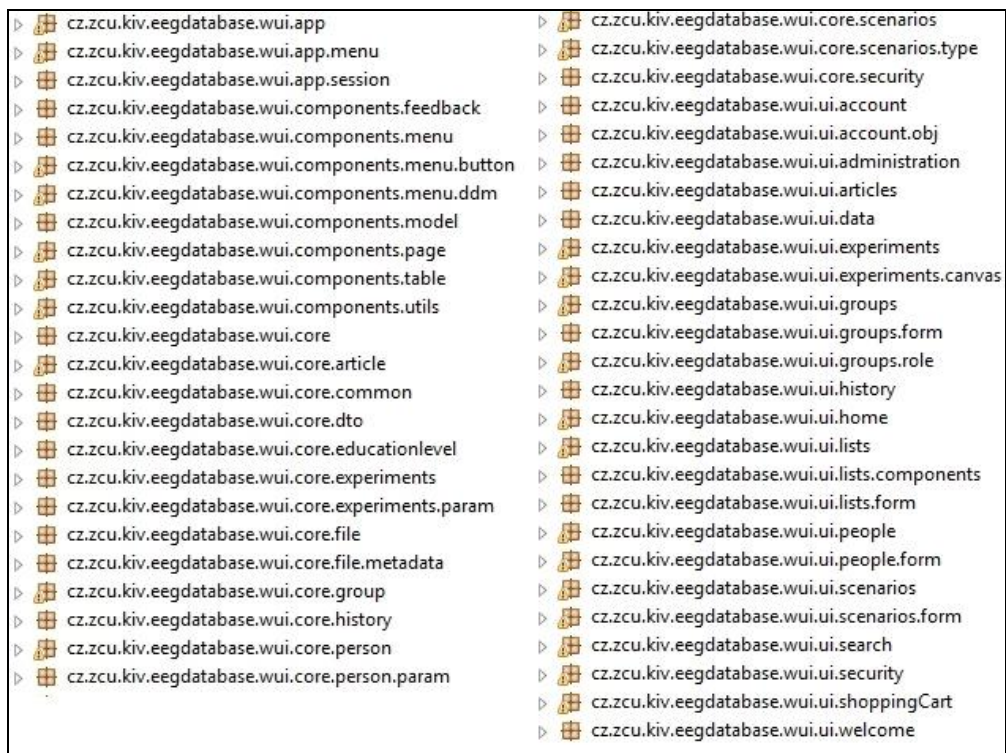 cz.zcu.kiv.eegdatabase.wui.app
cz.zcu.kiv.eegdatabase.wui.app.menu
cz.zcu.kiv.eegdatabase.wui.app.session
cz.zcu.kiv.eegdatabase.wui.components.feedback
cz.zcu.kiv.eegdatabase.wui.components.menu
cz.zcu.kiv.eegdatabase.wui.components.menu.button
cz.zcu.kiv.eegdatabase.wui.components.menu.ddm
cz.zcu.kiv.eegdatabase.wui.components.model
cz.zcu.kiv.eegdatabase.wui.components.page
cz.zcu.kiv.eegdatabase.wui.components.table
cz.zcu.kiv.eegdatabase.wui.components.utils
cz.zcu.kiv.eegdatabase.wui.core
cz.zcu.kiv.eegdatabase.wui.core.article
cz.zcu.kiv.eegdatabase.wui.core.common
cz.zcu.kiv.eegdatabase.wui.core.dto
cz.zcu.kiv.eegdatabase.wui.core.educationlevel
cz.zcu.kiv.eegdatabase.wui.core.experiments
cz.zcu.kiv.eegdatabase.wui.core.experiments.param
cz.zcu.kiv.eegdatabase.wui.core.file
cz.zcu.kiv.eegdatabase.wui.core.file.metadata
cz.zcu.kiv.eegdatabase.wui.core.group
cz.zcu.kiv.eegdatabase.wui.core.history
cz.zcu.kiv.eegdatabase.wui.core.person
cz.zcu.kiv.eegdatabase.wui.core.person.param
cz.zcu.kiv.eegdatabase.wui.core.scenarios
cz.zcu.kiv.eegdatabase.wui.core.scenarios.type
cz.zcu.kiv.eegdatabase.wui.core.security
cz.zcu.kiv.eegdatabase.wui.ui.account
cz.zcu.kiv.eegdatabase.wui.ui.account.obj
cz.zcu.kiv.eegdatabase.wui.ui.administration
cz.zcu.kiv.eegdatabase.wui.ui.articles
cz.zcu.kiv.eegdatabase.wui.ui.data
cz.zcu.kiv.eegdatabase.wui.ui.experiments
cz.zcu.kiv.eegdatabase.wui.ui.experiments.canvas
cz.zcu.kiv.eegdatabase.wui.ui.groups
cz.zcu.kiv.eegdatabase.wui.ui.groups.form
cz.zcu.kiv.eegdatabase.wui.ui.groups.role
cz.zcu.kiv.eegdatabase.wui.ui.history
cz.zcu.kiv.eegdatabase.wui.ui.home
cz.zcu.kiv.eegdatabase.wui.ui.lists
cz.zcu.kiv.eegdatabase.wui.ui.lists.components
cz.zcu.kiv.eegdatabase.wui.ui.lists.form
cz.zcu.kiv.eegdatabase.wui.ui.people
cz.zcu.kiv.eegdatabase.wui.ui.people.form
cz.zcu.kiv.eegdatabase.wui.ui.scenarios
cz.zcu.kiv.eegdatabase.wui.ui.scenarios.form
cz.zcu.kiv.eegdatabase.wui.ui.search
cz.zcu.kiv.eegdatabase.wui.ui.security
cz.zcu.kiv.eegdatabase.wui.ui.shoppingCart
cz.zcu.kiv.eegdatabase.wui.ui.welcome